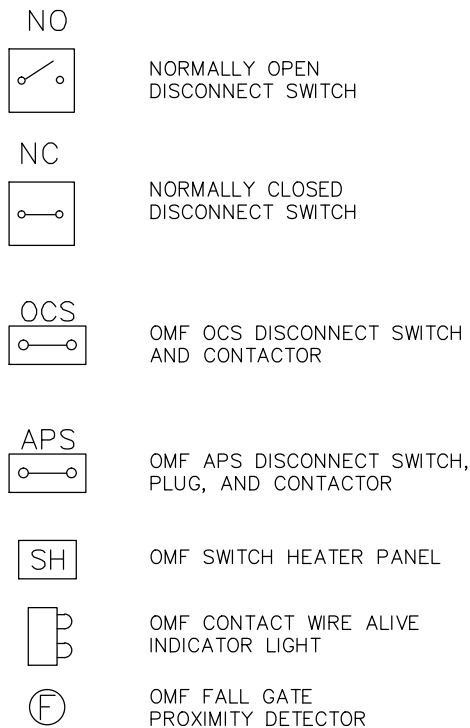 NO
NORMALLY OPEN
DISCONNECT SWITCH
NC
NORMALLY CLOSED
DISCONNECT SWITCH
OCS
OMF OCS DISCONNECT SWITCH
AND CONTACTOR
APS
OMF APS DISCONNECT SWITCH,
PLUG, AND CONTACTOR
SH
OMF SWITCH HEATER PANEL
OMF CONTACT WIRE ALIVE
INDICATOR LIGHT
F
OMF FALL GATE
PROXIMITY DETECTOR